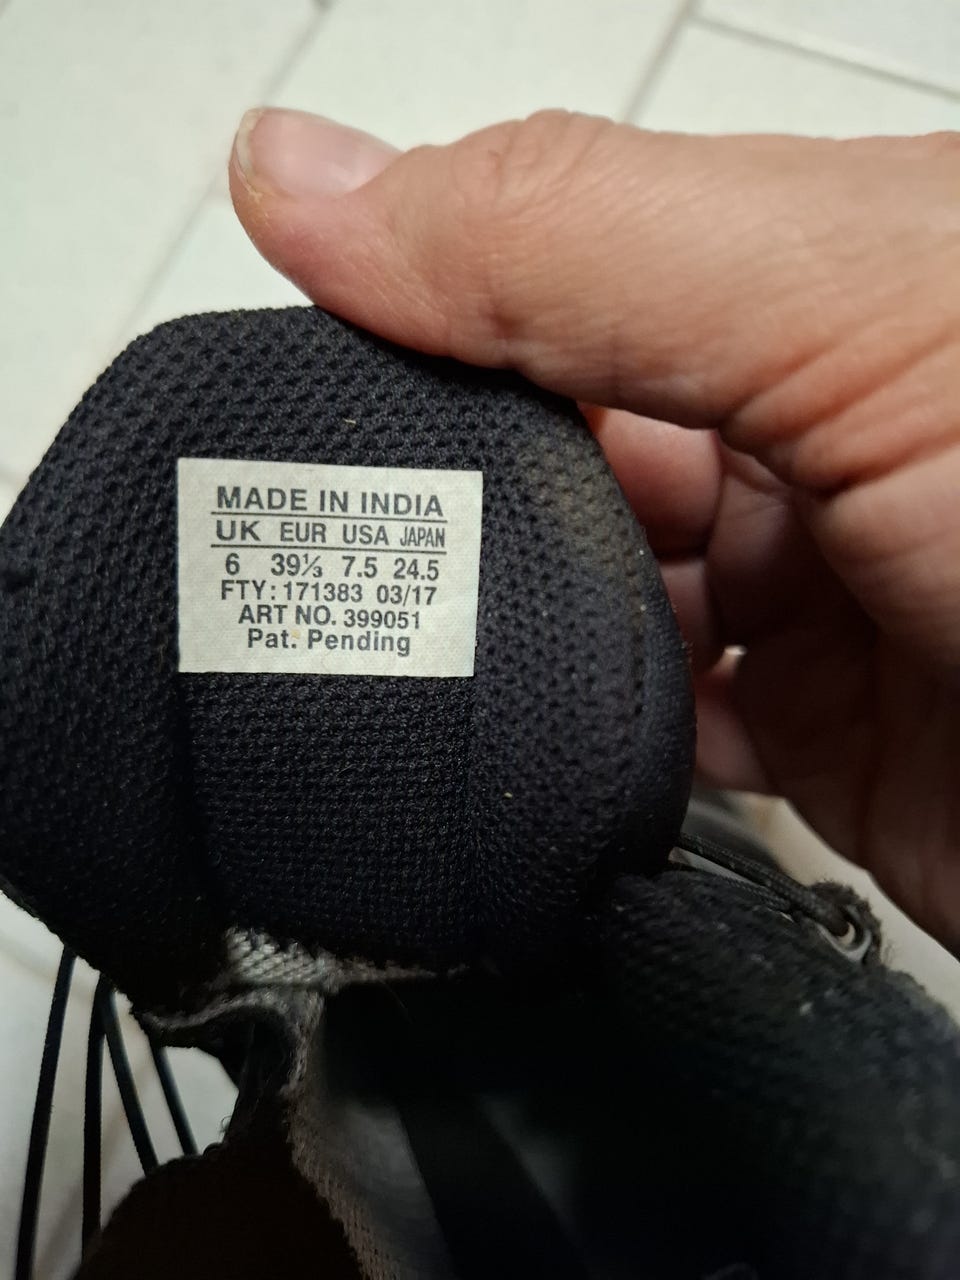 MADE IN INDIA
UK EUR USA JAPAN
6 39⅓ 7.5 24.5
FTY: 171383 03/17
ART NO. 399051
Pat. Pending